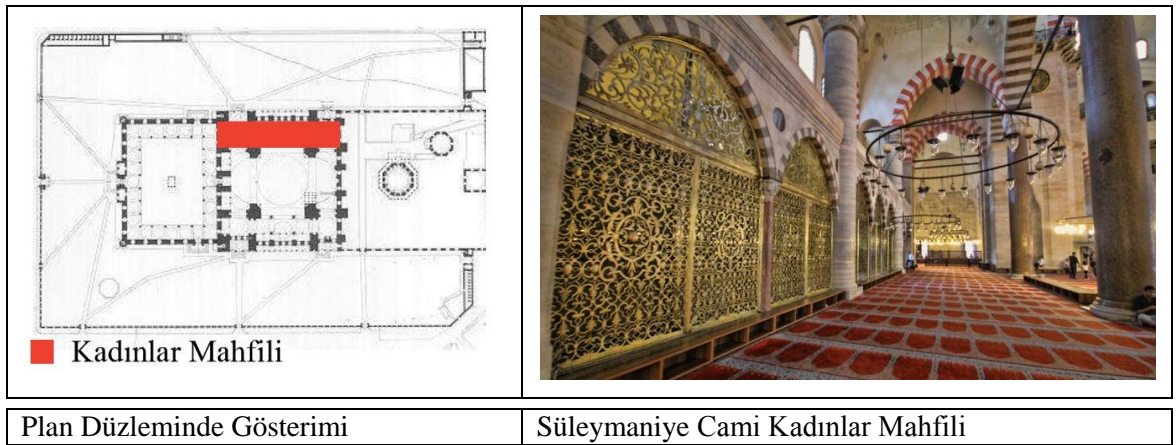 Kadınlar Mahfili
Plan Düzleminde Gösterimi
Süleymaniye Cami Kadınlar Mahfili